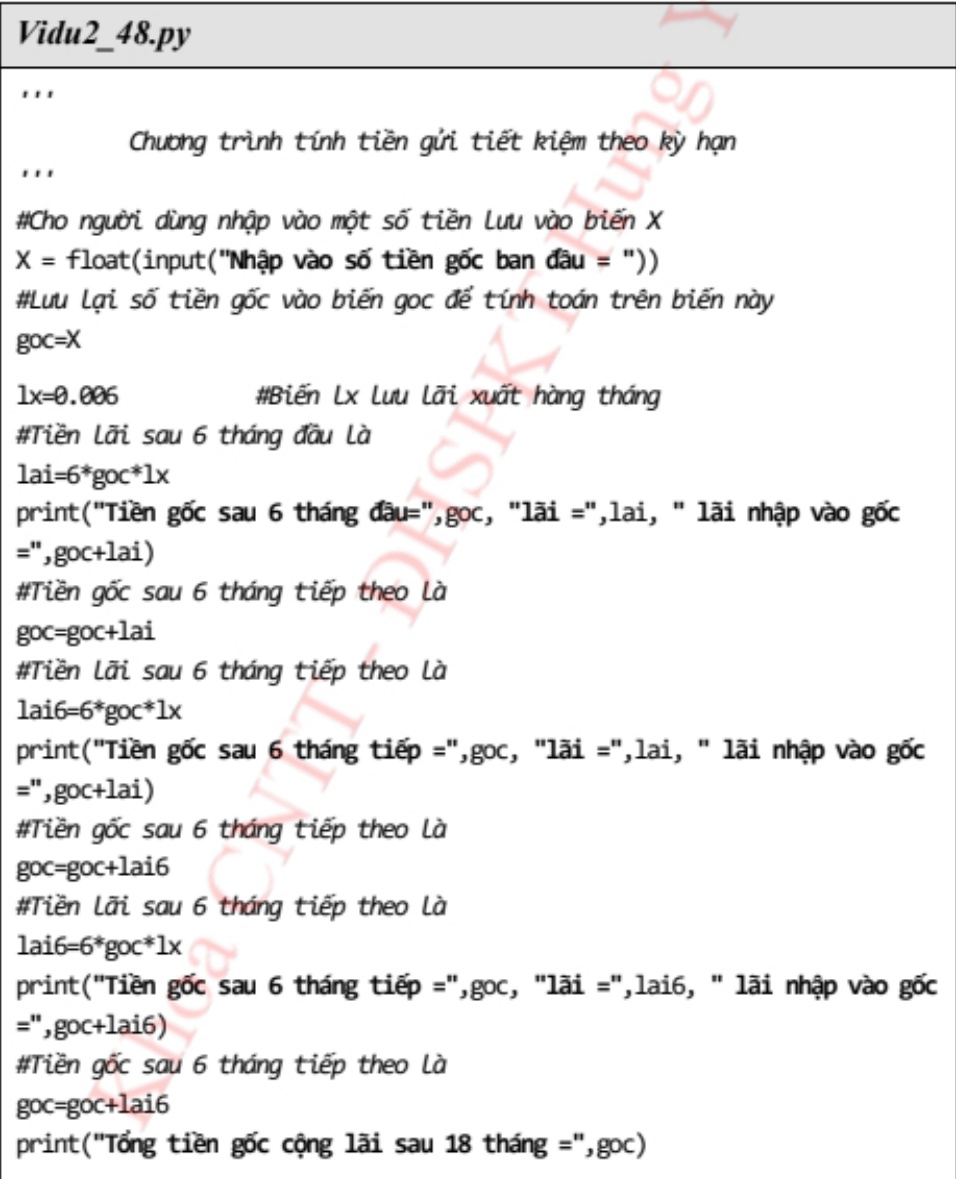 Vidu2_48.py
'''
Chương trình tính tiền gửi tiết kiệm theo kỳ hạn
'''
#Cho người dùng nhập vào một số tiền lưu vào biến X
X = float(input("Nhập vào số tiền gốc ban đầu = "))
#Lưu lại số tiền gốc vào biến goc để tính toán trên biến này
goc=X
lx=0.006 #Biến lx lưu lãi xuất hàng tháng
#Tiền lãi sau 6 tháng đầu là
lai=6*goc*lx
print("Tiền gốc sau 6 tháng đầu=",goc, "lãi =",lai, " lãi nhập vào gốc
=",goc+lai)
#Tiền gốc sau 6 tháng tiếp theo là
goc=goc+lai
#Tiền lãi sau 6 tháng tiếp theo là
lai6=6*goc*lx
print("Tiền gốc sau 6 tháng tiếp =",goc, "lãi =",lai, " lãi nhập vào gốc
=",goc+lai)
#Tiền gốc sau 6 tháng tiếp theo là
goc=goc+lai6
#Tiền lãi sau 6 tháng tiếp theo là
lai6=6*goc*lx
print("Tiền gốc sau 6 tháng tiếp =",goc, "lãi =",lai6, " lãi nhập vào gốc
=",goc+lai6)
#Tiền gốc sau 6 tháng tiếp theo là
goc=goc+lai6
print("Tổng tiền gốc cộng lãi sau 18 tháng =",goc)
Khoa CNTT - ĐHSPKT Hưng Y